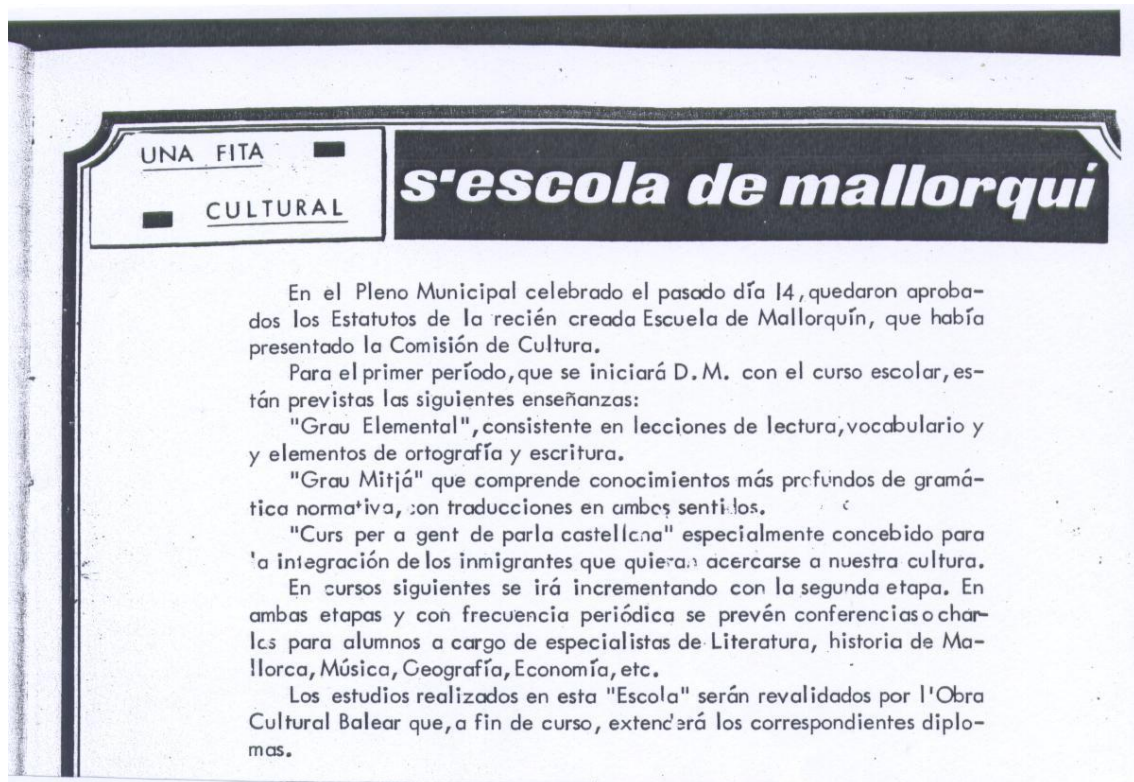 UNA FITA
CULTURAL
s'escola de mallorquí
En el Pleno Municipal celebrado el pasado día 14, quedaron aproba-
dos los Estatutos de la recién creada Escuela de Mallorquín, que había
presentado la Comisión de Cultura.
Para el primer período, que se iniciará D.M. con el curso escolar, es-
tán previstas las siguientes enseñanzas:
"Grau Elemental", consistente en lecciones de lectura, vocabulario y
y elementos de ortografía y escritura.
"Grau Mitjá" que comprende conocimientos más profundos de gramá-
tica normativa, con traducciones en ambos sentidos.
"Curs per a gent de parla castellana" especialmente concebido para
la integración de los inmigrantes que quieran acercarse a nuestra cultura.
En cursos siguientes se irá incrementando con la segunda etapa. En
ambas etapas y con frecuencia periódica se prevén conferencias o char-
las para alumnos a cargo de especialistas de Literatura, historia de Ma-
llorca, Música, Geografía, Economía, etc.
Los estudios realizados en esta "Escola" serán revalidados por l'Obra
Cultural Balear que, a fin de curso, extenderá los correspondientes diplo-
mas.